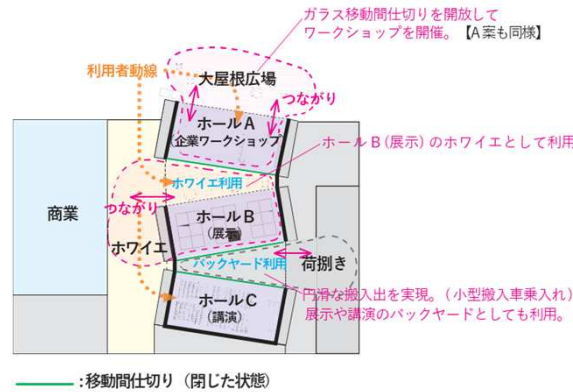 ガラス移動間仕切りを開放して
ワークショップを開催。【A案も同様】
利用者動線
大屋根広場
つながり
ホールA
(企業ワークショップ)
ホールB(展示)のホワイエとして利用
ホワイエ利用
商業
つながり
ホワイエ
ホールB
(展示)
バックヤード利用
荷捌き
円滑な搬入出を実現。(小型搬入車乗入れ)
展示や講演のバックヤードとしても利用。
ホールC
(講演)
:移動間仕切り (閉じた状態)